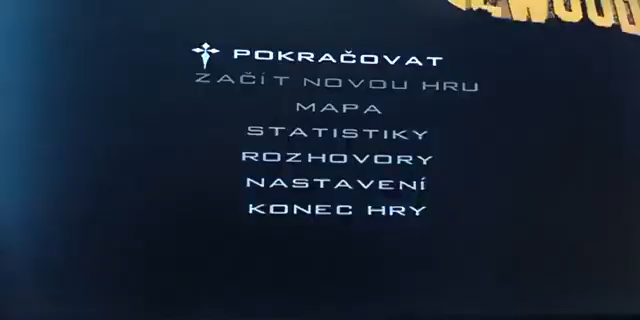 POKRAČOVAT
ZAČÍT NOVOU HRU
MAPA
STATISTIKY
ROZHOVORY
NASTAVENÍ
KONEC HRY